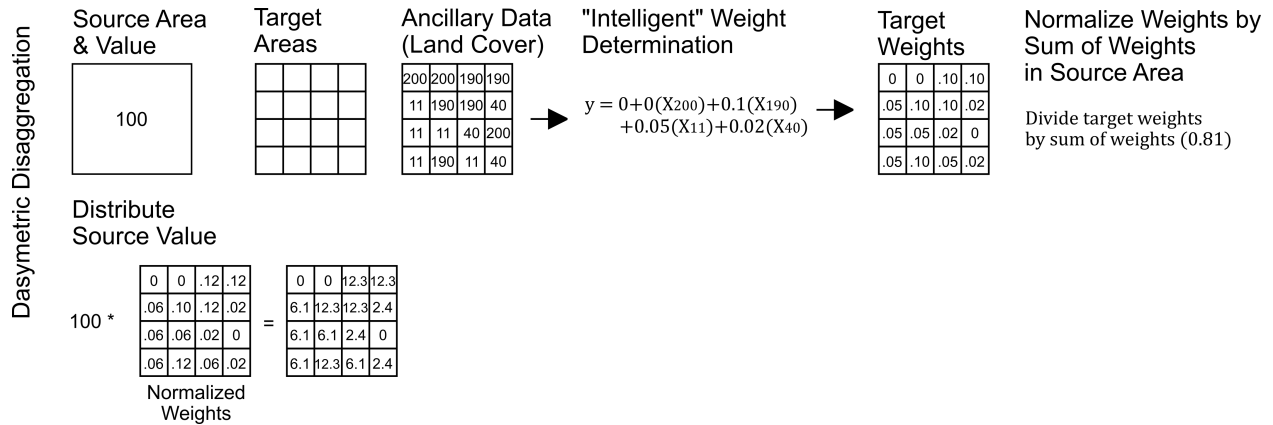 Dasymetric Disaggregation
Source Area
& Value
100
Target
Areas
Ancillary Data
(Land Cover)
200 200 190 190
11 190 190 40
11 11 40 200
11 190 11 40
"Intelligent" Weight
Determination
y = 0+0(X200)+0.1(X190)
+0.05(X11)+0.02(X40)
Target
Weights
0 0 .10 .10
.05 .10 .10 .02
.05 .05 .02 0
.05 .10 .05 .02
Normalize Weights by
Sum of Weights
in Source Area
Divide target weights
by sum of weights (0.81)
Distribute
Source Value
100 *
0 0 .12 .12
.06 .10 .12 .02
.06 .06 .02 0
.06 .12 .06 .02
Normalized
Weights
=
0 0 12.3 12.3
6.1 12.3 12.3 2.4
6.1 6.1 2.4 0
6.1 12.3 6.1 2.4